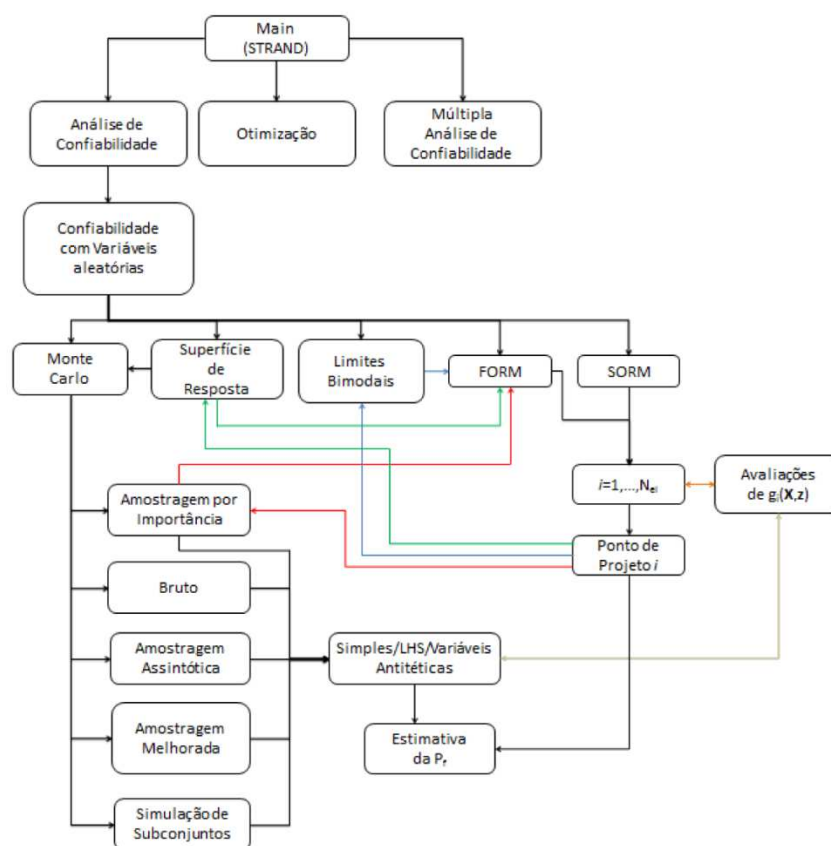 Main
(STRAND)
Análise de
Confiabilidade
Otimização
Múltipla
Análise de
Confiabilidade
Confiabilidade
com Variáveis
aleatórias
Monte
Carlo
Superfície
de
Resposta
Limites
Bimodais
FORM
SORM
i=1,...,Nei
Avaliações
de gi(X,z)
Amostragem por
Importância
Ponto de
Projeto i
Bruto
Amostragem
Assintótica
Simples/LHS/Variáveis
Antitéticas
Amostragem
Melhorada
Estimativa
da Pf
Simulação de
Subconjuntos